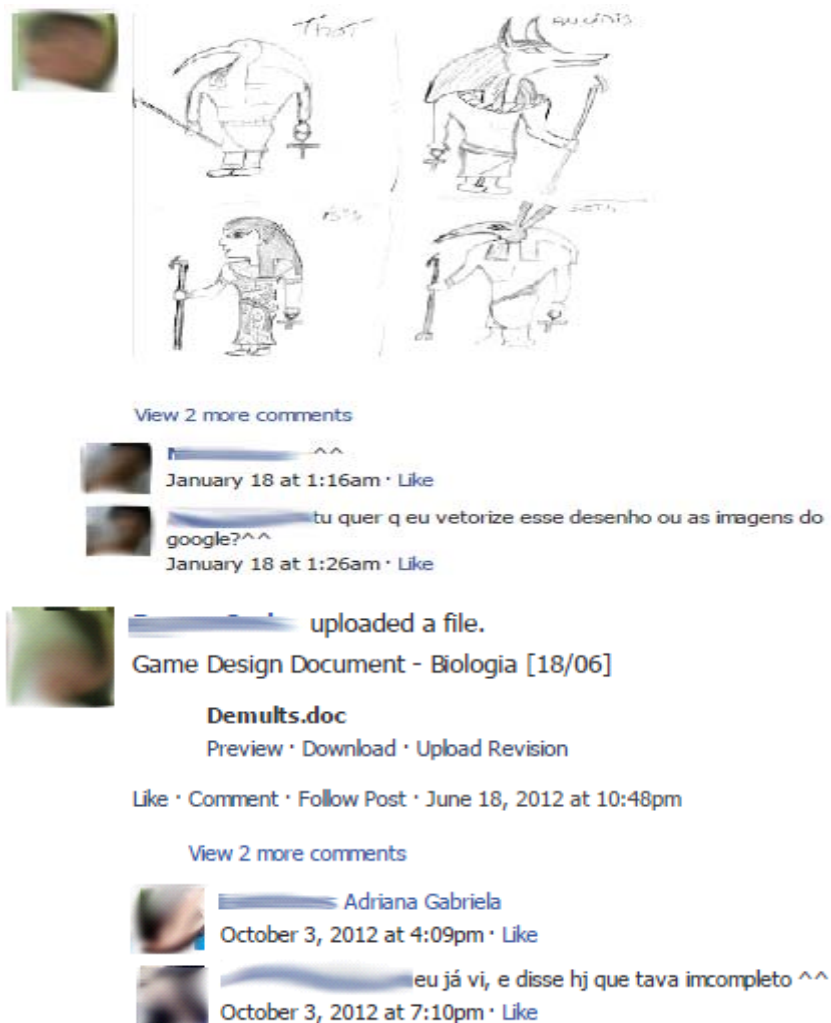 Thot
Anubis
Isis
Seth
View 2 more comments
^^
January 18 at 1:16am · Like
tu quer q eu vetorize esse desenho ou as imagens do
google?^^
January 18 at 1:26am · Like
uploaded a file.
Game Design Document - Biologia [18/06]
Demults.doc
Preview · Download · Upload Revision
Like · Comment · Follow Post · June 18, 2012 at 10:48pm
View 2 more comments
Adriana Gabriela
October 3, 2012 at 4:09pm · Like
eu já vi, e disse hj que tava imcompleto ^^
October 3, 2012 at 7:10pm · Like